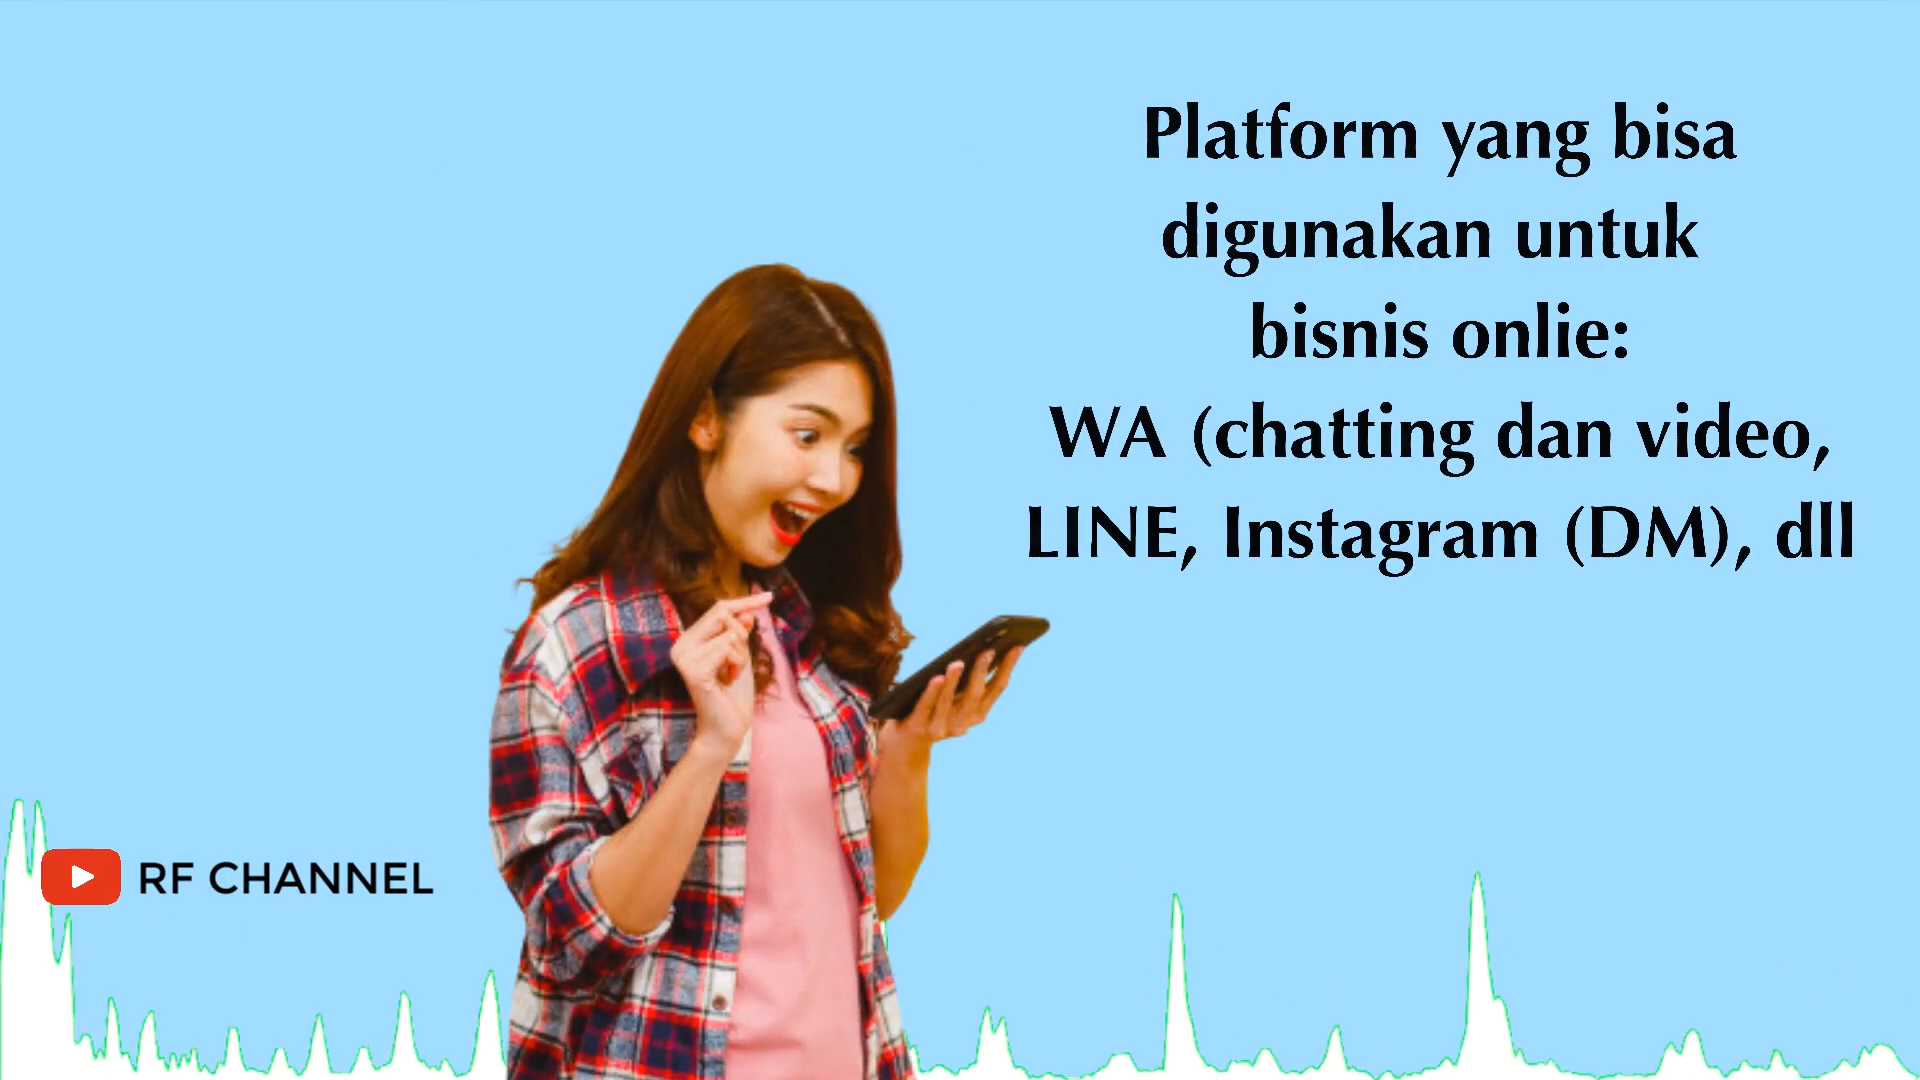 Platform yang bisa
digunakan untuk
bisnis onlie:
WA (chatting dan video,
LINE, Instagram (DM), dll
RF CHANNEL